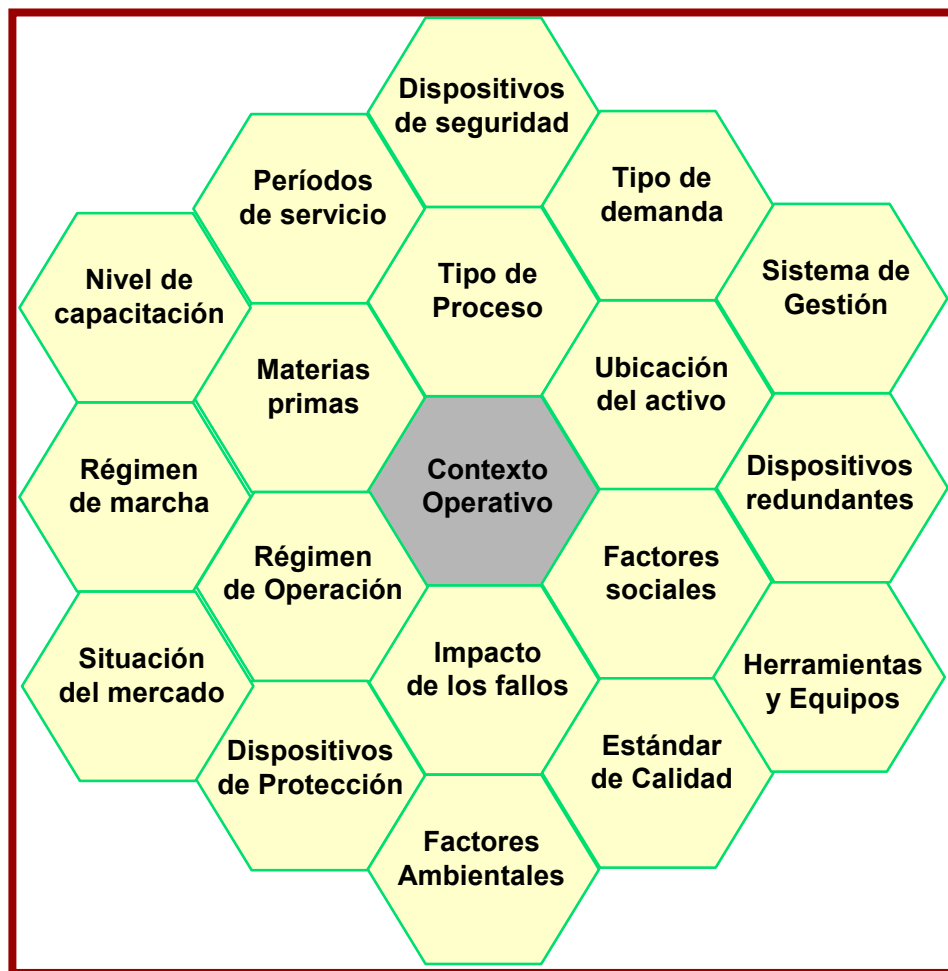 Dispositivos
de seguridad
Períodos
de servicio
Tipo de
demanda
Nivel de
capacitación
Tipo de
Proceso
Sistema de
Gestión
Materias
primas
Ubicación
del activo
Régimen
de marcha
Contexto
Operativo
Dispositivos
redundantes
Régimen
de Operación
Factores
sociales
Situación
del mercado
Impacto
de los fallos
Herramientas
y Equipos
Dispositivos
de Protección
Estándar
de Calidad
Factores
Ambientales